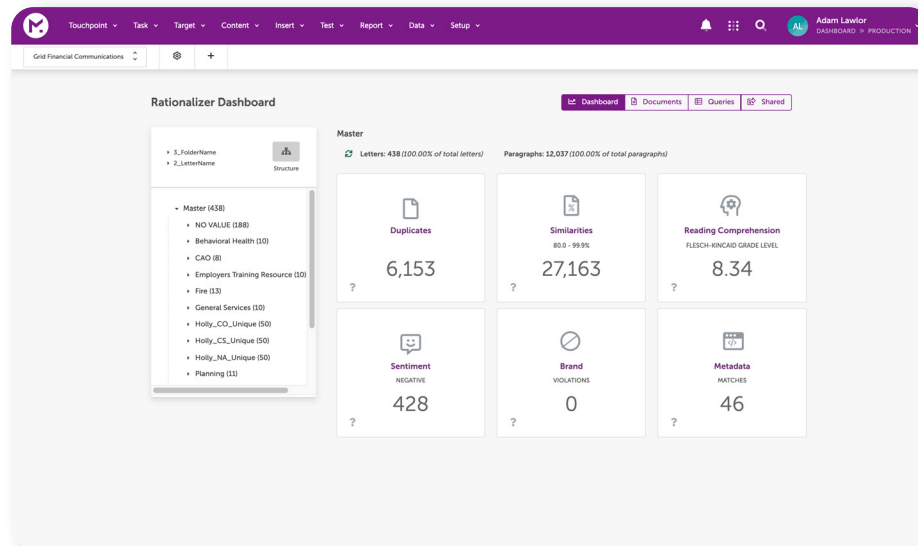 Touchpoint Task Target Content Insert Test Report Data Setup
AL Adam Lawlor
DASHBOARD > PRODUCTION
Grid Financial Communications
+
Rationalizer Dashboard
Dashboard Documents Queries Shared
3_FolderName
2_LetterName
Structure
Master (438)
NO VALUE (188)
Behavioral Health (10)
CAO (8)
Employers Training Resource (10)
Fire (13)
General Services (10)
Holly_CO_Unique (50)
Holly_CS_Unique (50)
Holly_NA_Unique (50)
Planning (11)
Master
Letters: 438 (100.00% of total letters) Paragraphs: 12,037 (100.00% of total paragraphs)
Duplicates
6,153
?
Similarities
80.0 - 99.9%
27,163
?
Reading Comprehension
FLESCH-KINCAID GRADE LEVEL
8.34
?
Sentiment
NEGATIVE
428
?
Brand
VIOLATIONS
0
?
Metadata
MATCHES
46
?